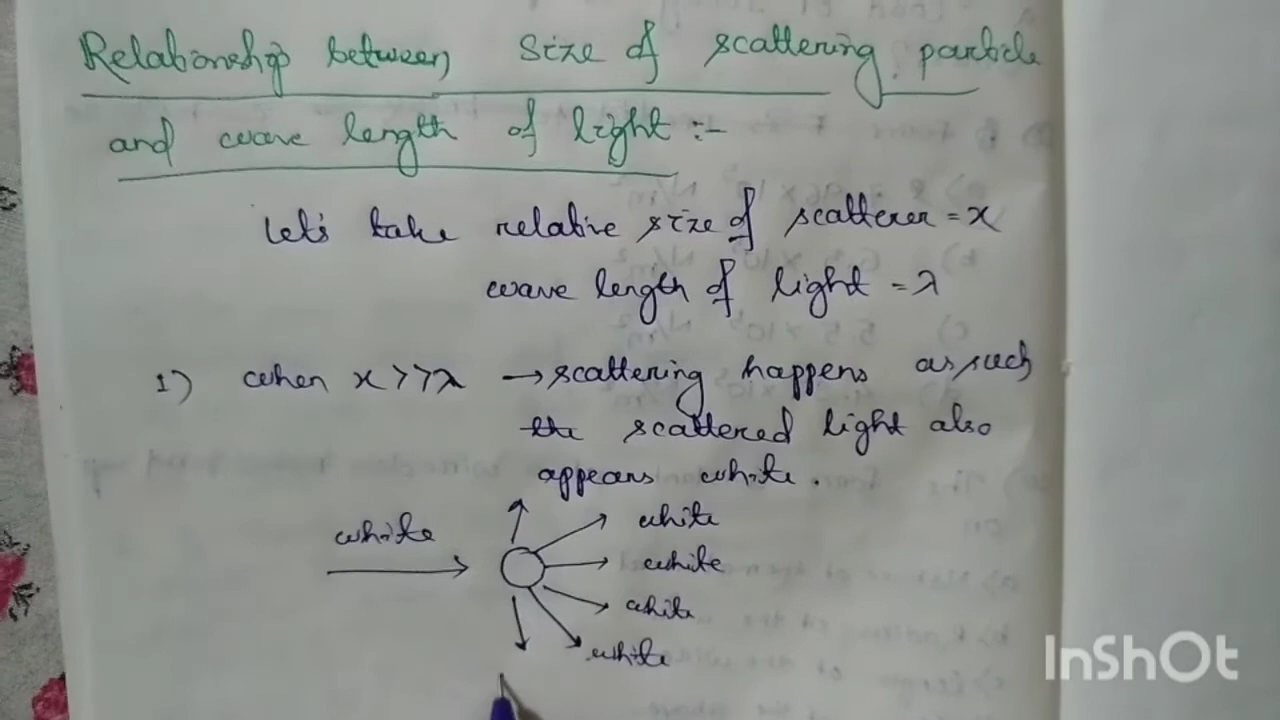 Relationship between size of scattering particle
and wave length of light :-
Let's take relative size of scatterer = x
wave length of light = λ
1) when x >> λ → scattering happens as such
the scattered light also
appears white.
white
white
white
white
white
InShOt